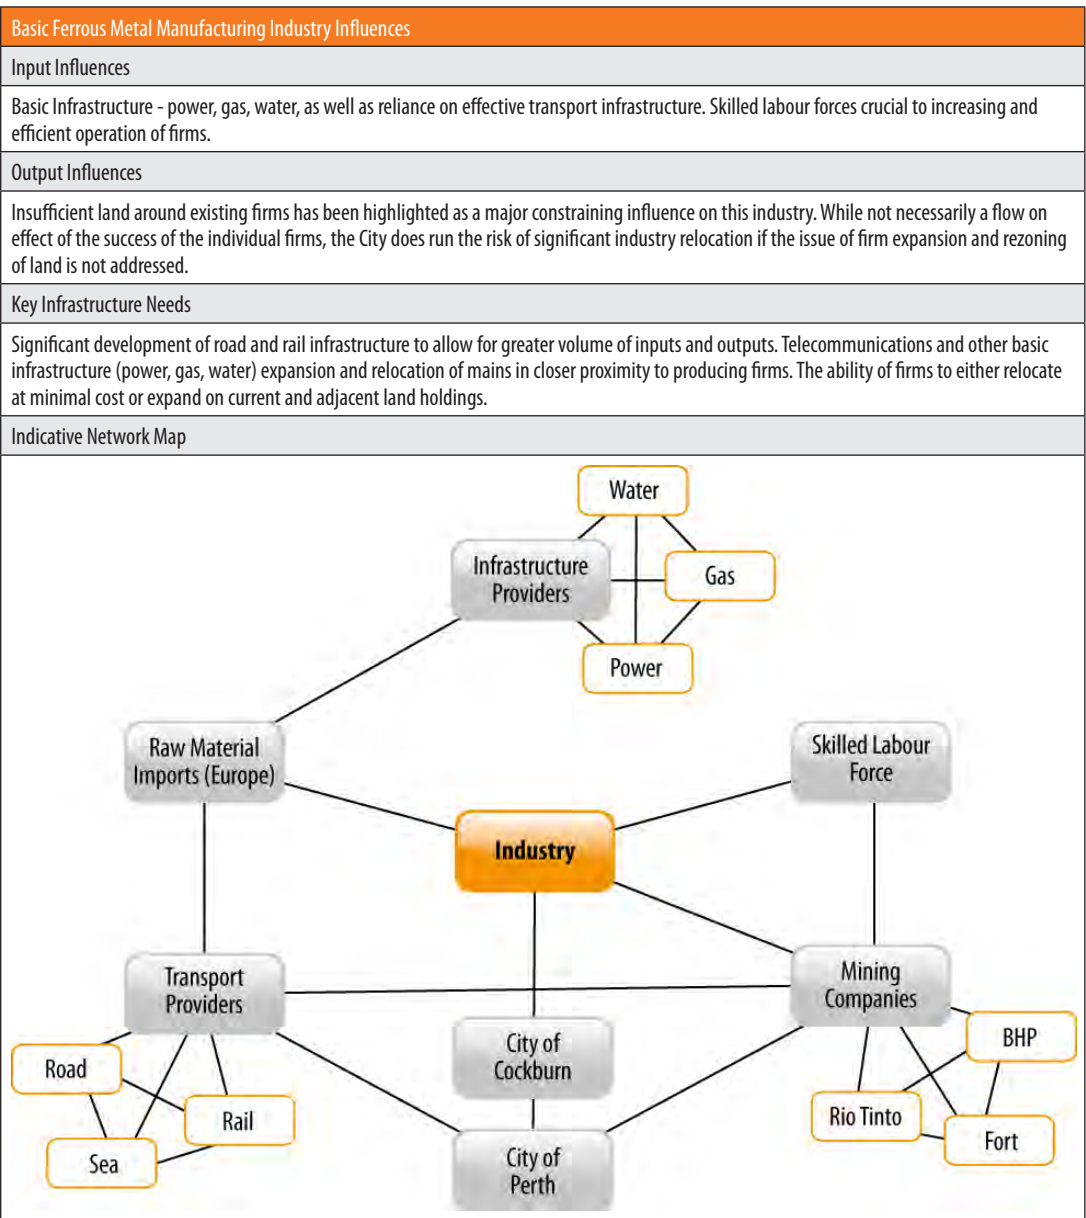 Basic Ferrous Metal Manufacturing Industry Influences
Input Influences
Basic Infrastructure - power, gas, water, as well as reliance on effective transport infrastructure. Skilled labour forces crucial to increasing and
efficient operation of firms.
Output Influences
Insufficient land around existing firms has been highlighted as a major constraining influence on this industry. While not necessarily a flow on
effect of the success of the individual firms, the City does run the risk of significant industry relocation if the issue of firm expansion and rezoning
of land is not addressed.
Key Infrastructure Needs
Significant development of road and rail infrastructure to allow for greater volume of inputs and outputs. Telecommunications and other basic
infrastructure (power, gas, water) expansion and relocation of mains in closer proximity to producing firms. The ability of firms to either relocate
at minimal cost or expand on current and adjacent land holdings.
Indicative Network Map
Water
Infrastructure
Providers
Gas
Power
Raw Material
Imports (Europe)
Skilled Labour
Force
Industry
Transport
Providers
Mining
Companies
City of
Cockburn
BHP
Road
Rail
Rio Tinto
Fort
Sea
City of
Perth